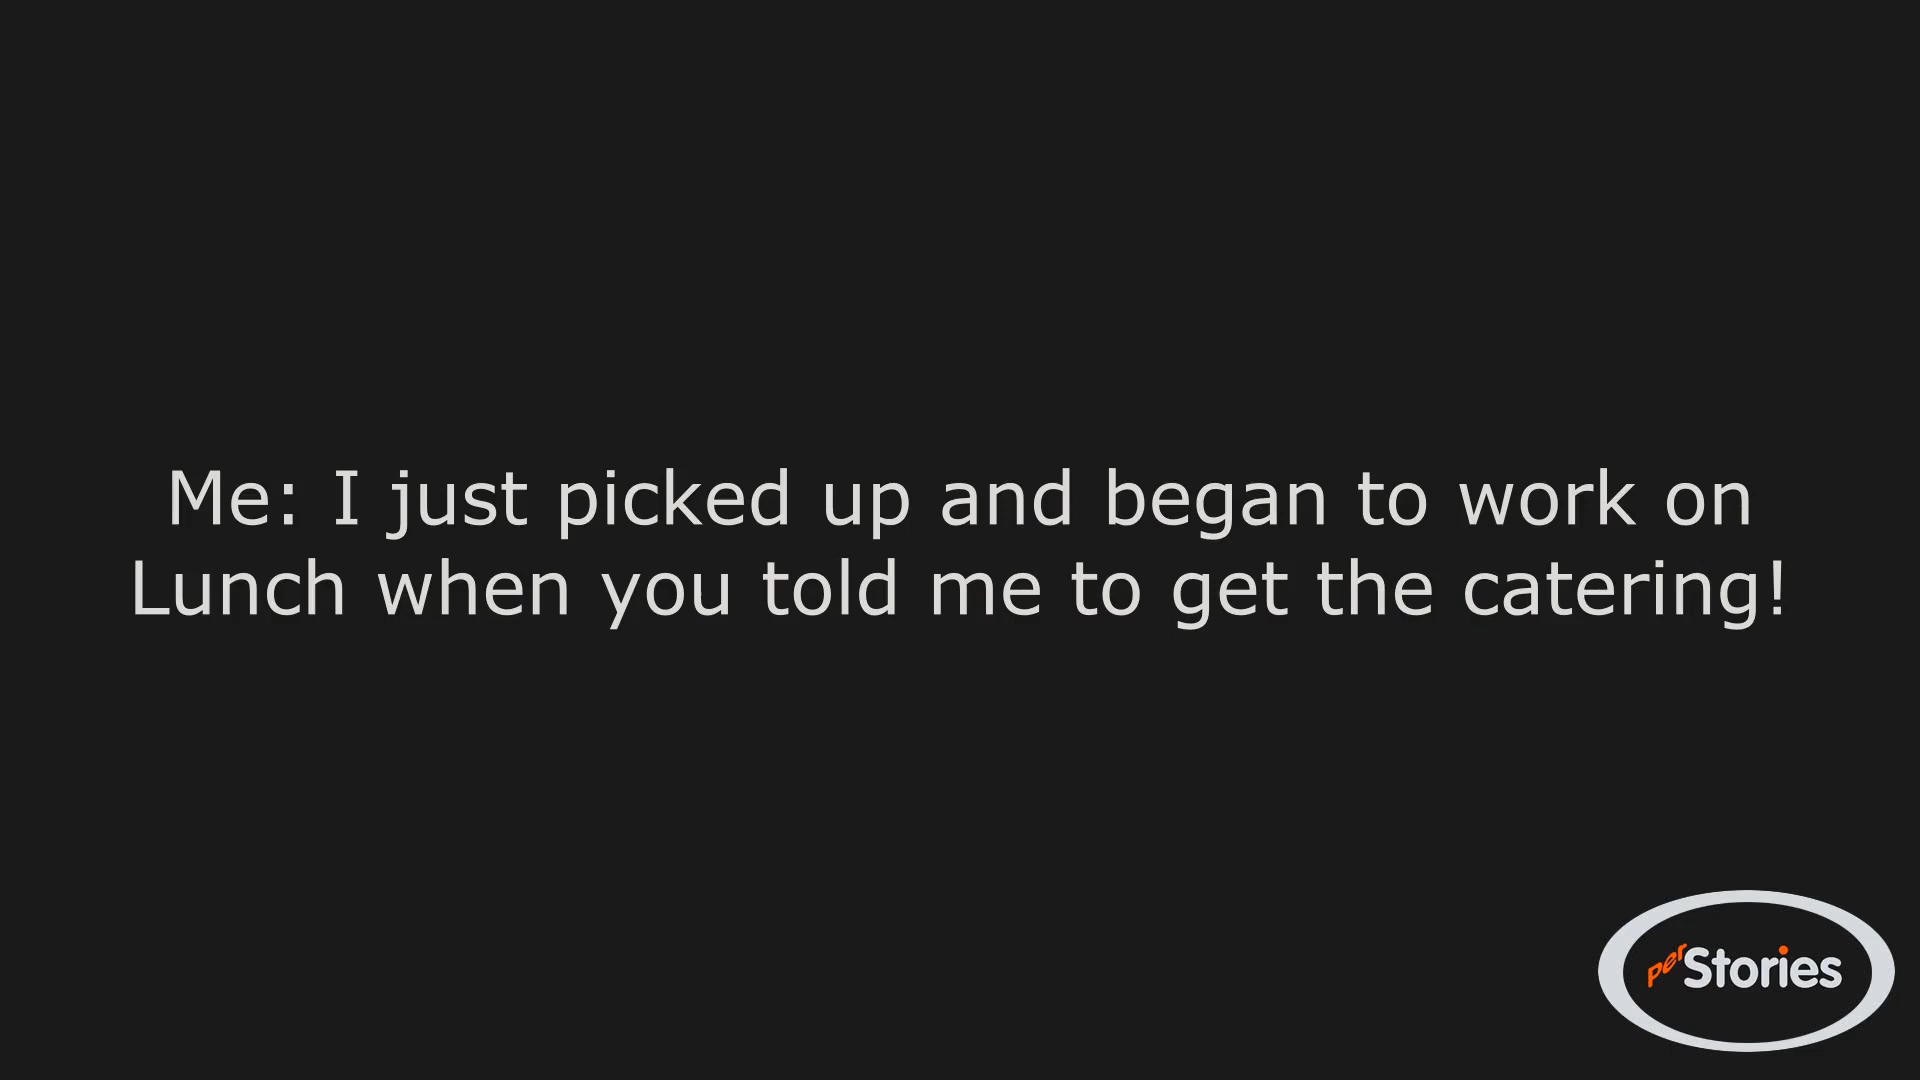 Me: I just picked up and began to work on
Lunch when you told me to get the catering!
perStories